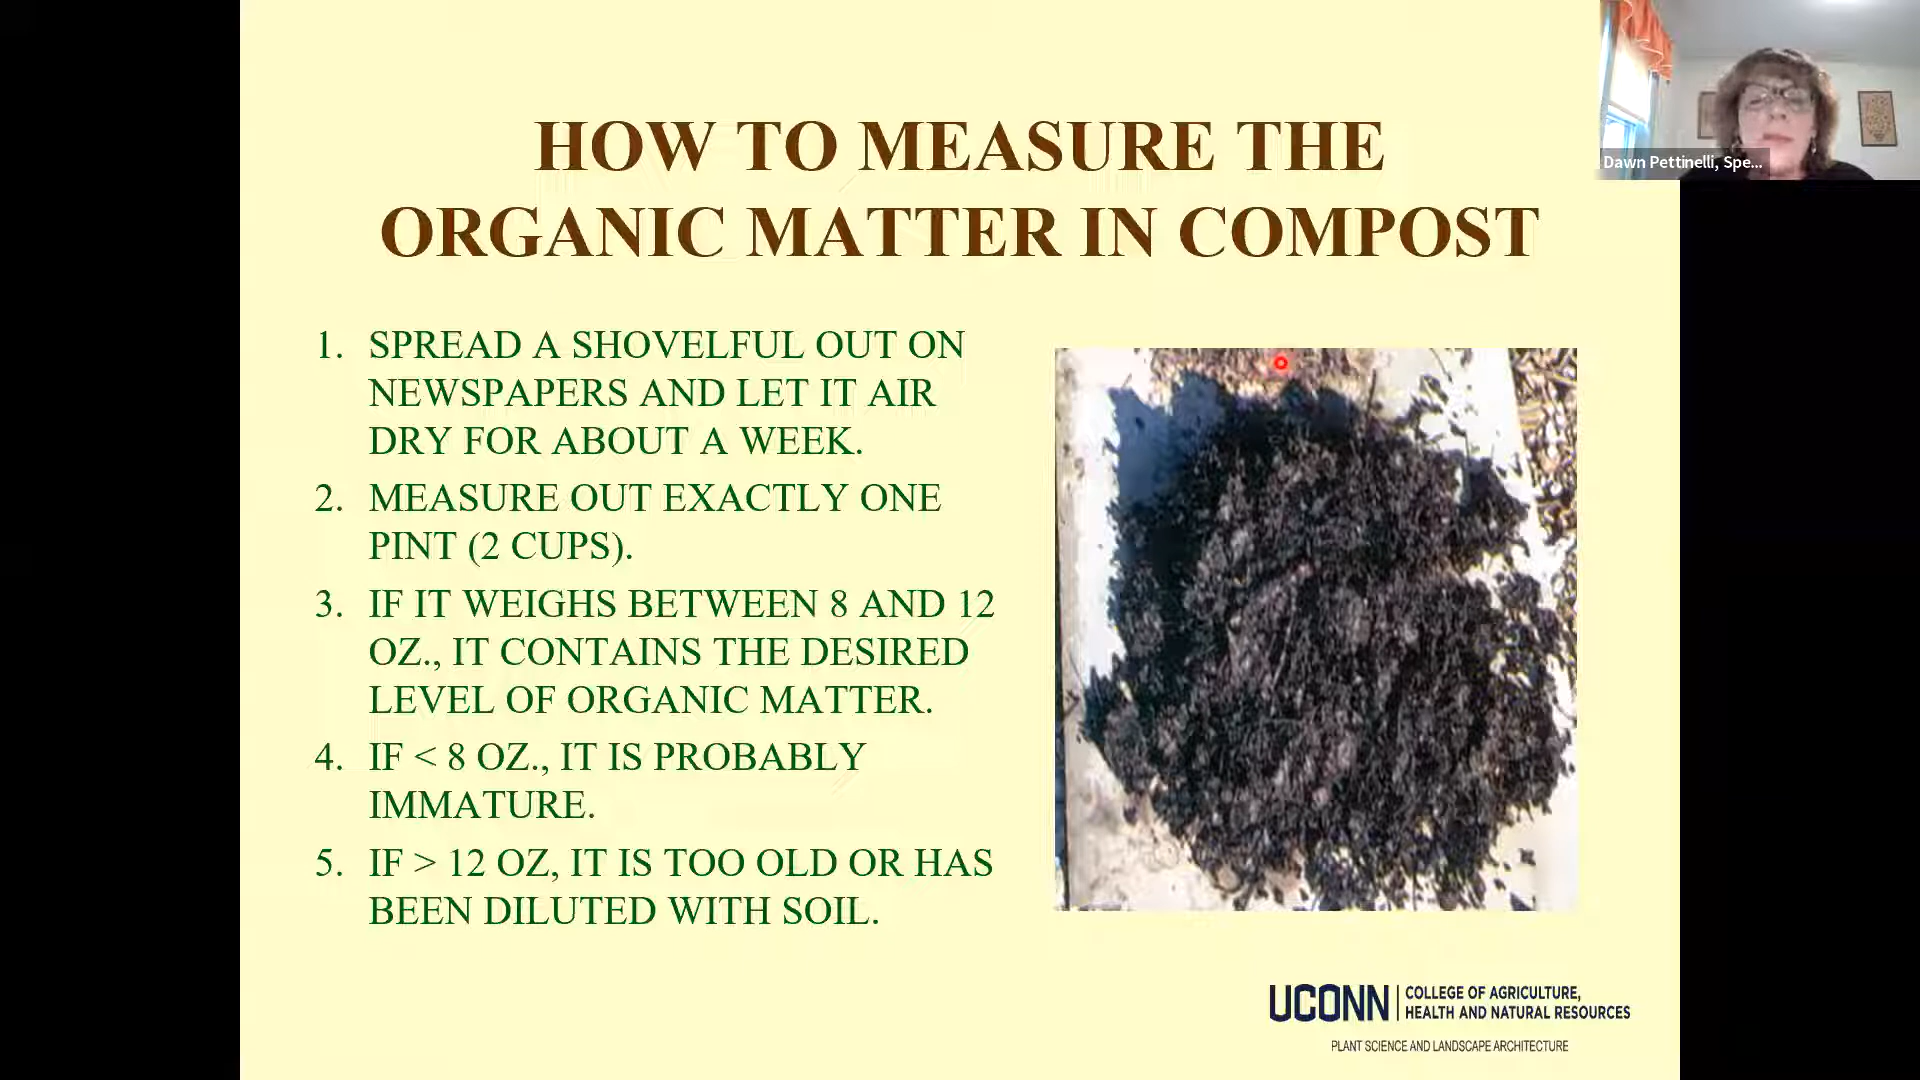 HOW TO MEASURE THE
ORGANIC MATTER IN COMPOST
Dawn Pettinelli, Spe...
1. SPREAD A SHOVELFUL OUT ON
NEWSPAPERS AND LET IT AIR
DRY FOR ABOUT A WEEK.
2. MEASURE OUT EXACTLY ONE
PINT (2 CUPS).
3. IF IT WEIGHS BETWEEN 8 AND 12
OZ., IT CONTAINS THE DESIRED
LEVEL OF ORGANIC MATTER.
4. IF < 8 OZ., IT IS PROBABLY
IMMATURE.
5. IF > 12 OZ, IT IS TOO OLD OR HAS
BEEN DILUTED WITH SOIL.
UCONN
COLLEGE OF AGRICULTURE,
HEALTH AND NATURAL RESOURCES
PLANT SCIENCE AND LANDSCAPE ARCHITECTURE